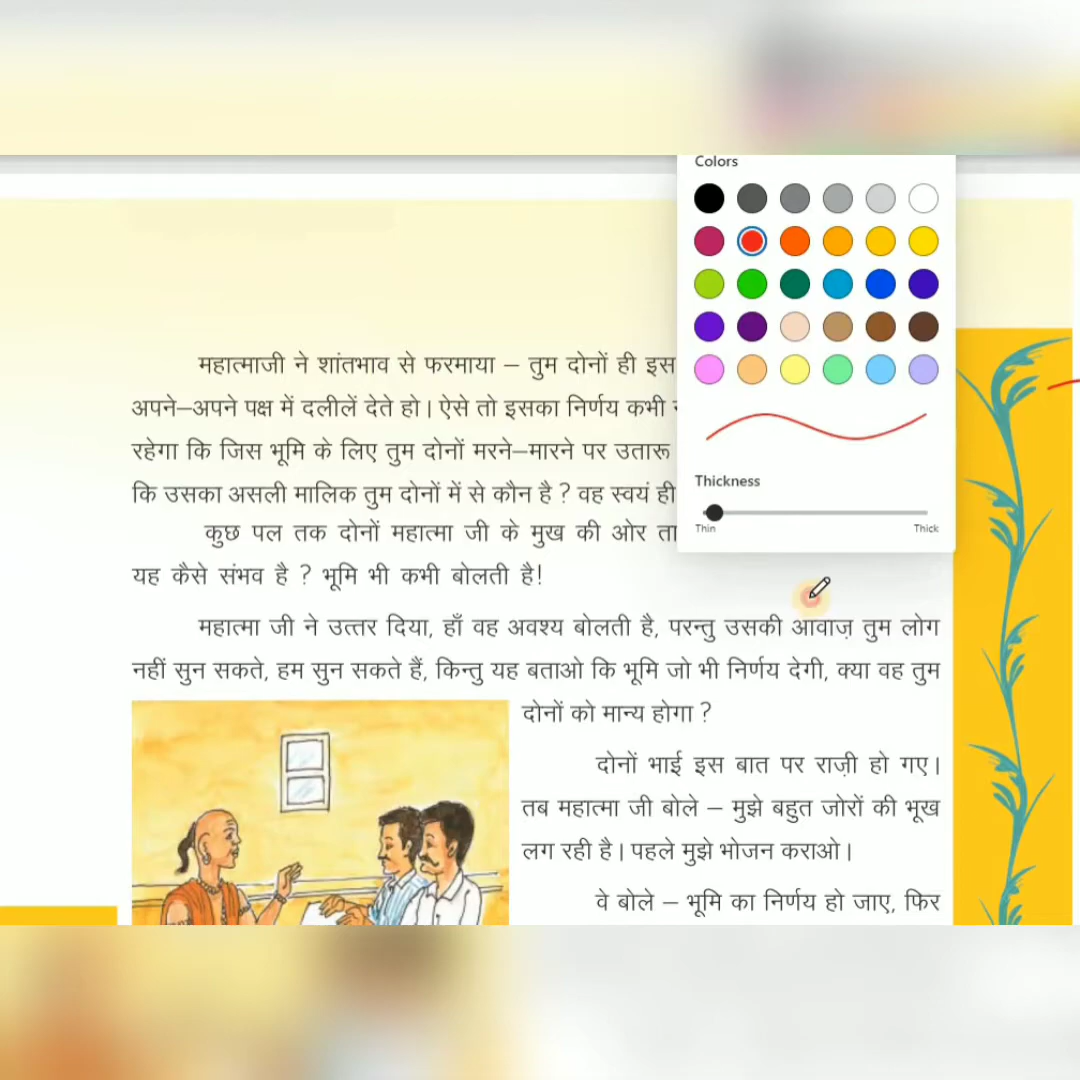 Colors
महात्माजी ने शांतभाव से फरमाया – तुम दोनों ही इस
अपने–अपने पक्ष में दलीलें देते हो। ऐसे तो इसका निर्णय कभी
रहेगा कि जिस भूमि के लिए तुम दोनों मरने–मारने पर उतारू
कि उसका असली मालिक तुम दोनों में से कौन है ? वह स्वयं ही
Thickness
Thin Thick
कुछ पल तक दोनों महात्मा जी के मुख की ओर
यह कैसे संभव है ? भूमि भी कभी बोलती है!
महात्मा जी ने उत्तर दिया, हाँ वह अवश्य बोलती है, परन्तु उसकी आवाज़ तुम लोग
नहीं सुन सकते, हम सुन सकते हैं, किन्तु यह बताओ कि भूमि जो भी निर्णय देगी, क्या वह तुम
दोनों को मान्य होगा ?
दोनों भाई इस बात पर राज़ी हो गए।
तब महात्मा जी बोले – मुझे बहुत जोरों की भूख
लग रही है। पहले मुझे भोजन कराओ।
वे बोले – भूमि का निर्णय हो जाए, फिर